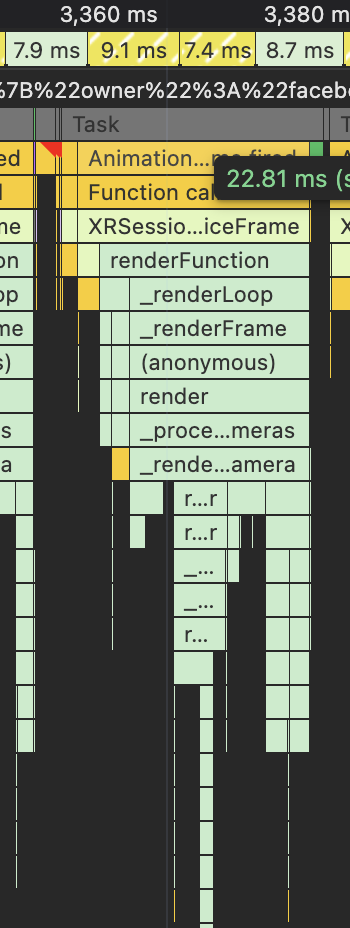 3,360 ms 3,380 m
7.9 ms 9.1 ms 7.4 ms 8.7 ms
%7B%22owner%22%3A%22facebo
Task T
ed Animation...me fired
Function cal
22.81 ms (s
me XRSessio...iceFrame X
on renderFunction
op _renderLoop
me _renderFrame
s) (anonymous)
render
s _proce...meras
a _rende...amera
r...r
r...r
_...
_...
r...